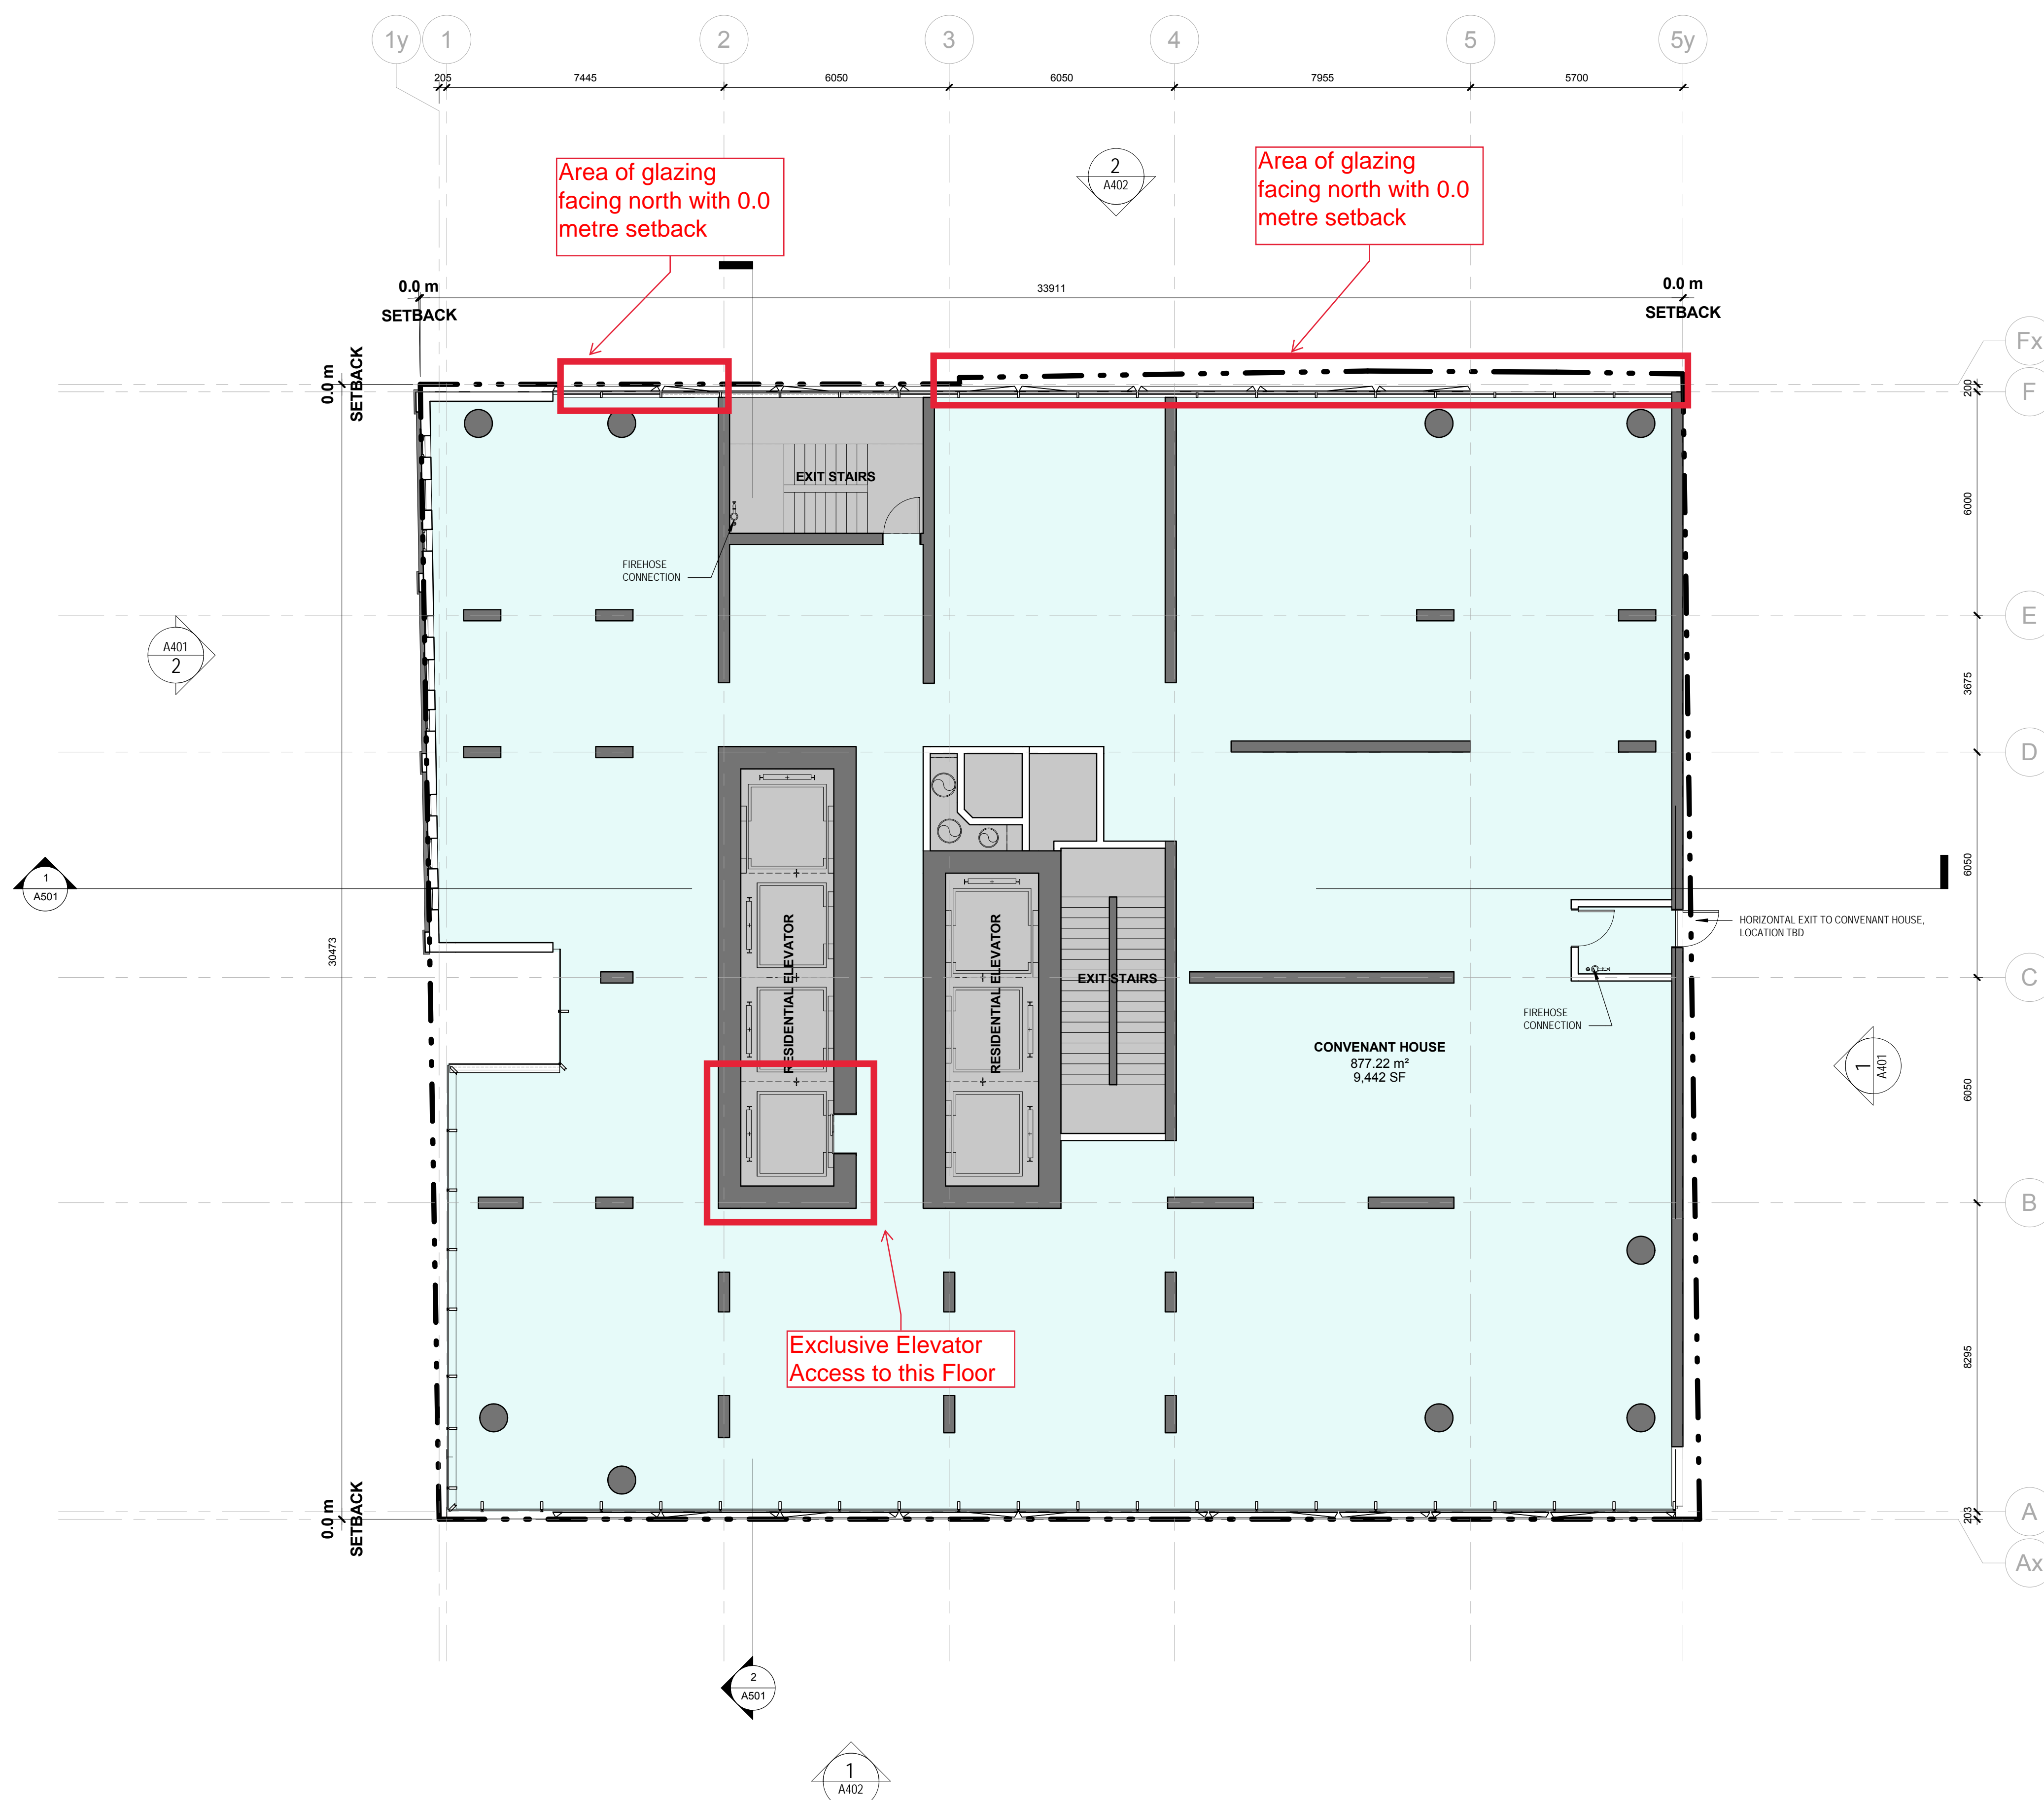 1y 1 2 3 4 5 5y
205 7445 6050 6050 7955 5700
Area of glazing
facing north with 0.0
metre setback
2
A402
Area of glazing
facing north with 0.0
metre setback
0.0 m
SETBACK
33911
0.0 m
SETBACK
0.0 m
SETBACK
Fx
200
F
EXIT STAIRS
6000
FIREHOSE
CONNECTION
E
A401
2
3675
D
1
A501
6050
RESIDENTIAL ELEVATOR
RESIDENTIAL ELEVATOR
HORIZONTAL EXIT TO CONVENANT HOUSE,
LOCATION TBD
30473
EXIT STAIRS
C
FIREHOSE
CONNECTION
CONVENANT HOUSE
877.22 m²
9,442 SF
1
A401
6050
B
Exclusive Elevator
Access to this Floor
8295
0.0 m
SETBACK
203
A
Ax
2
A501
1
A402